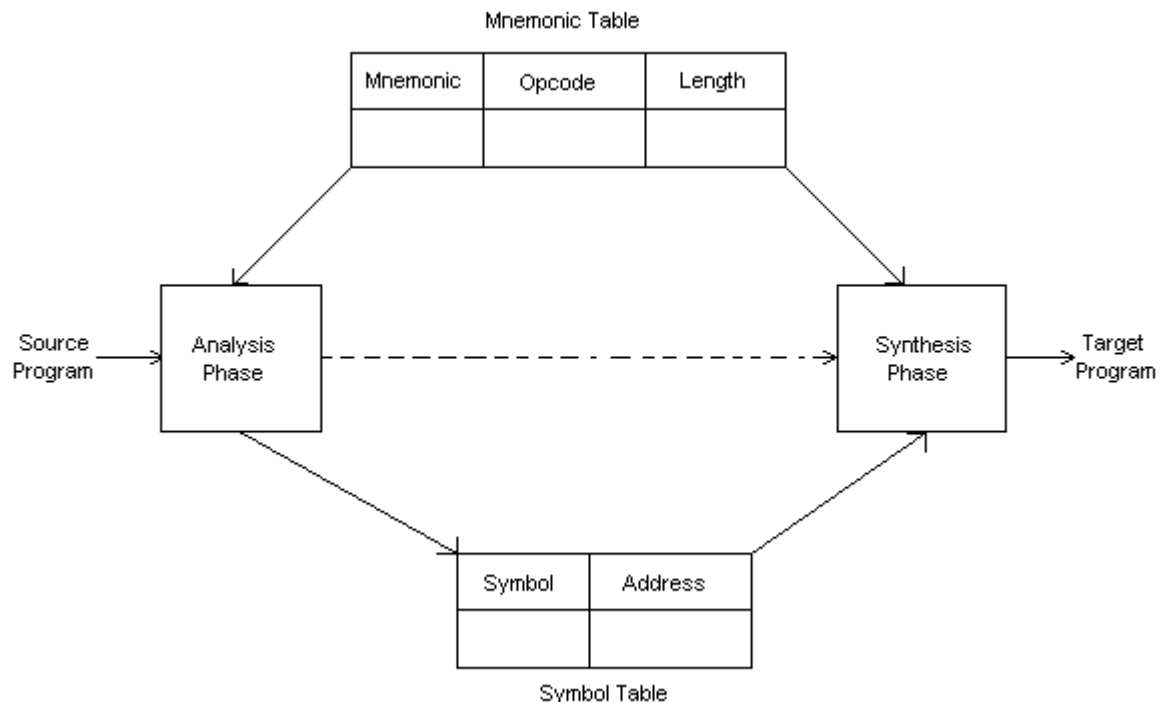 Mnemonic Table
Mnemonic Opcode Length
Source
Program
Analysis
Phase
Synthesis
Phase
Target
Program
Symbol Address
Symbol Table